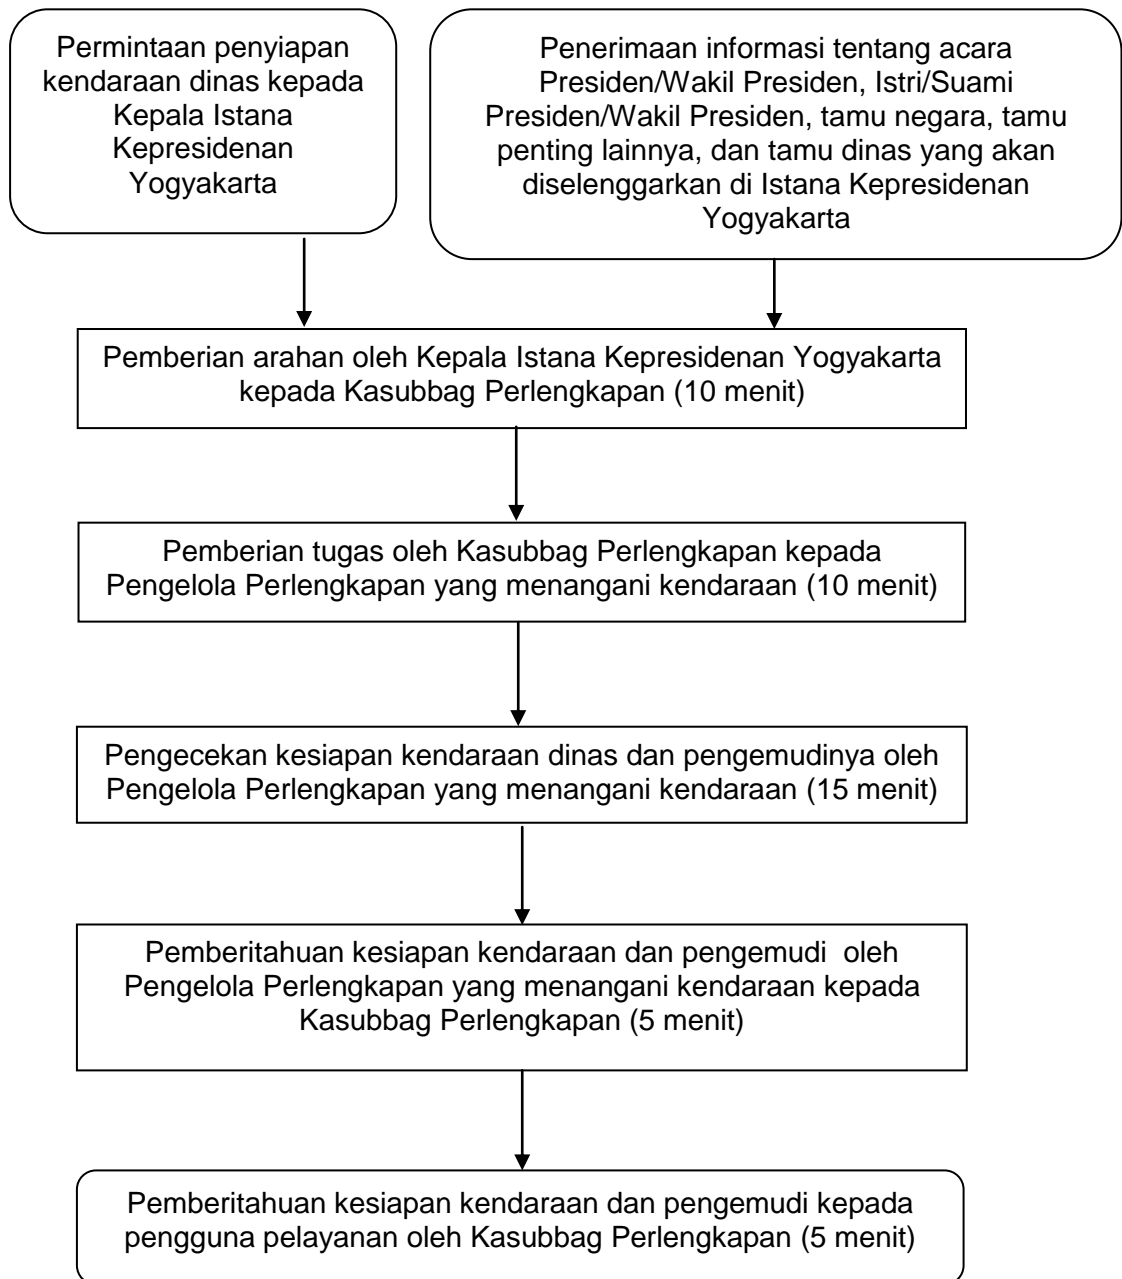 Permintaan penyiapan
kendaraan dinas kepada
Kepala Istana
Kepresidenan
Yogyakarta
Penerimaan informasi tentang acara
Presiden/Wakil Presiden, Istri/Suami
Presiden/Wakil Presiden, tamu negara, tamu
penting lainnya, dan tamu dinas yang akan
diselenggarkan di Istana Kepresidenan
Yogyakarta
Pemberian arahan oleh Kepala Istana Kepresidenan Yogyakarta
kepada Kasubbag Perlengkapan (10 menit)
Pemberian tugas oleh Kasubbag Perlengkapan kepada
Pengelola Perlengkapan yang menangani kendaraan (10 menit)
Pengecekan kesiapan kendaraan dinas dan pengemudinya oleh
Pengelola Perlengkapan yang menangani kendaraan (15 menit)
Pemberitahuan kesiapan kendaraan dan pengemudi  oleh
Pengelola Perlengkapan yang menangani kendaraan kepada
Kasubbag Perlengkapan (5 menit)
Pemberitahuan kesiapan kendaraan dan pengemudi kepada
pengguna pelayanan oleh Kasubbag Perlengkapan (5 menit)